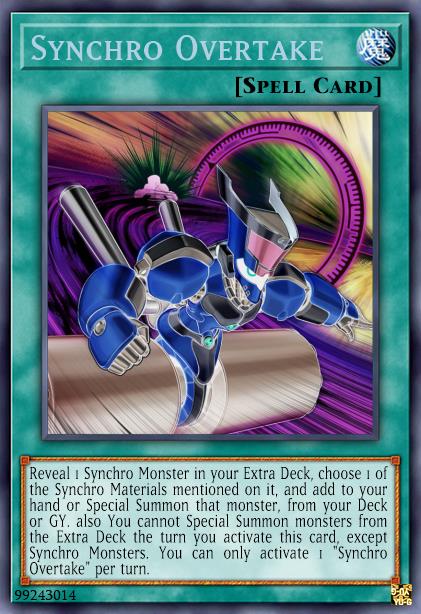 Synchro Overtake
魔
[Spell Card]
Reveal 1 Synchro Monster in your Extra Deck, choose 1 of
the Synchro Materials mentioned on it, and add to your
hand or Special Summon that monster, from your Deck
or GY. also You cannot Special Summon monsters from
the Extra Deck the turn you activate this card, except
Synchro Monsters. You can only activate 1 "Synchro
Overtake" per turn.
99243014